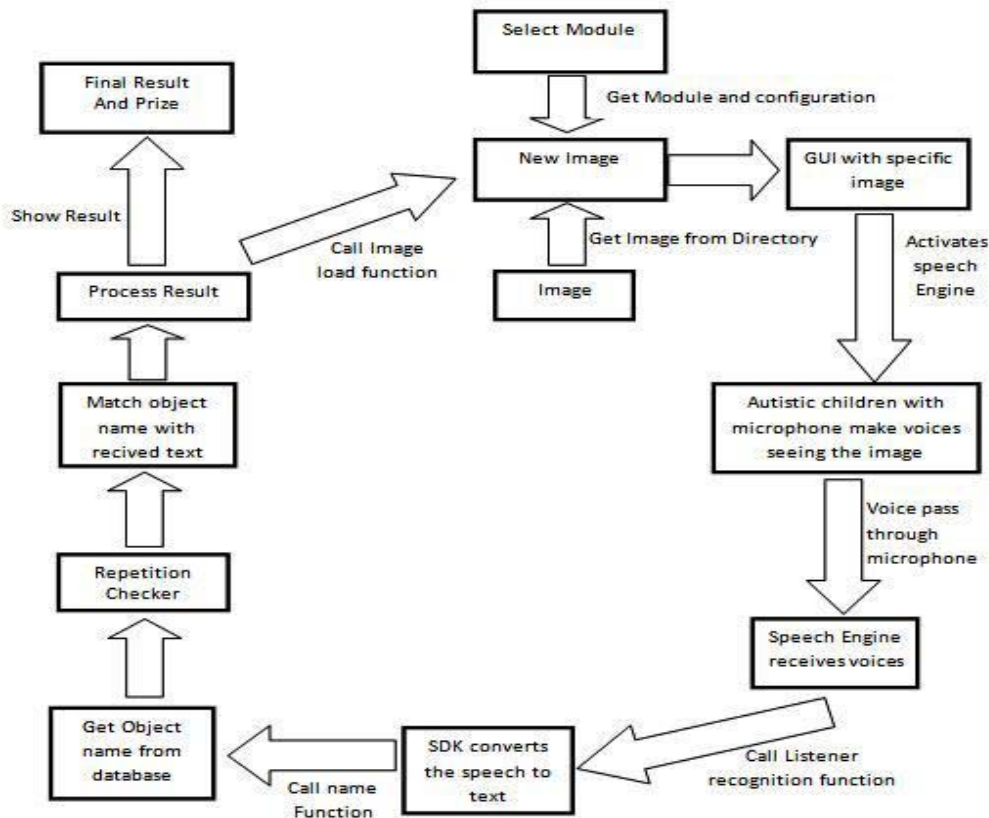 Select Module
Get Module and configuration
Final Result
And Prize
New Image
GUI with specific
image
Show Result
Call Image
load function
Get Image from Directory
Activates
speech
Engine
Process Result
Image
Match object
name with
recived text
Autistic children with
microphone make voices
seeing the image
Voice pass
through
microphone
Repetition
Checker
Speech Engine
receives voices
Get Object
name from
database
Call name
Function
SDK converts
the speech to
text
Call Listener
recognition function